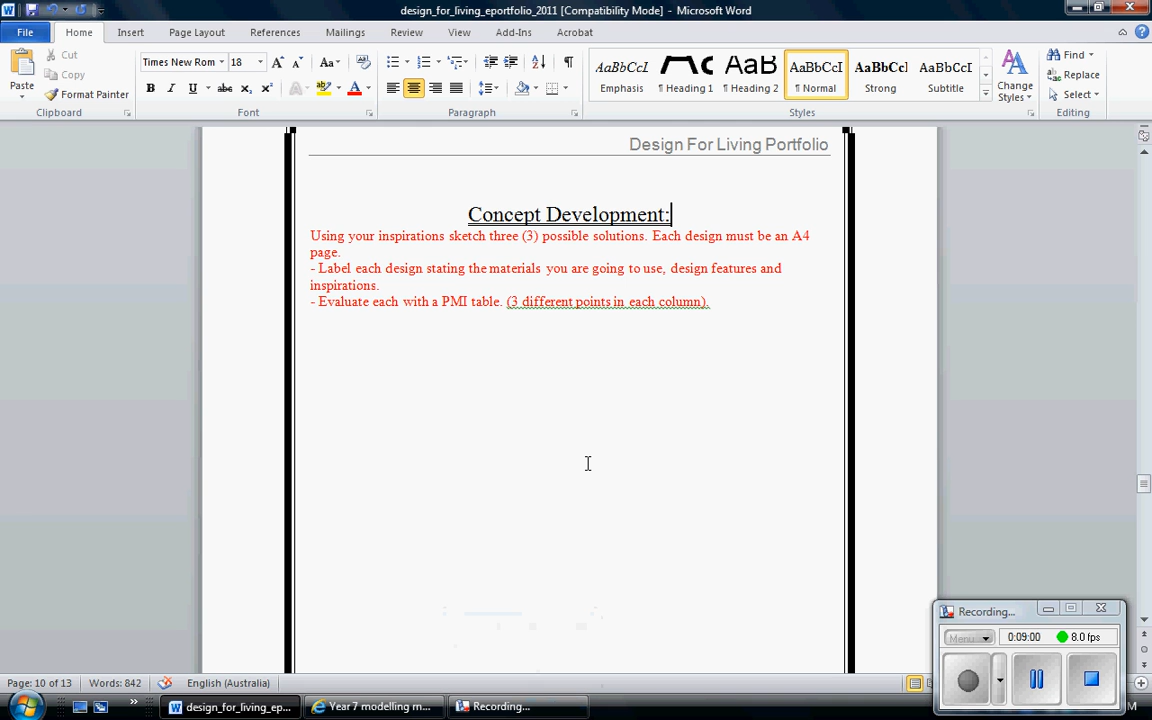 design_for_living_eportfolio_2011 [Compatibility Mode] - Microsoft Word
File Home Insert Page Layout References Mailings Review View Add-Ins Acrobat
Paste
Cut
Copy
Format Painter
Clipboard
Times New Rom 18
Font
Paragraph
AaBbCcI Emphasis
¶ Heading 1
AaB ¶ Heading 2
AaBbCcI ¶ Normal
AaBbCcI Strong
AaBbCcI Subtitle
Change Styles
Styles
Find
Replace
Select
Editing
Design For Living Portfolio
Concept Development:
Using your inspirations sketch three (3) possible solutions. Each design must be an A4
page.
- Label each design stating the materials you are going to use, design features and
inspirations.
- Evaluate each with a PMI table. (3 different points in each column).
Recording...
Menu 0:09:00 8.0 fps
Page: 10 of 13 Words: 842 English (Australia)
design_for_living_ep... Year 7 modelling rn... Recording...